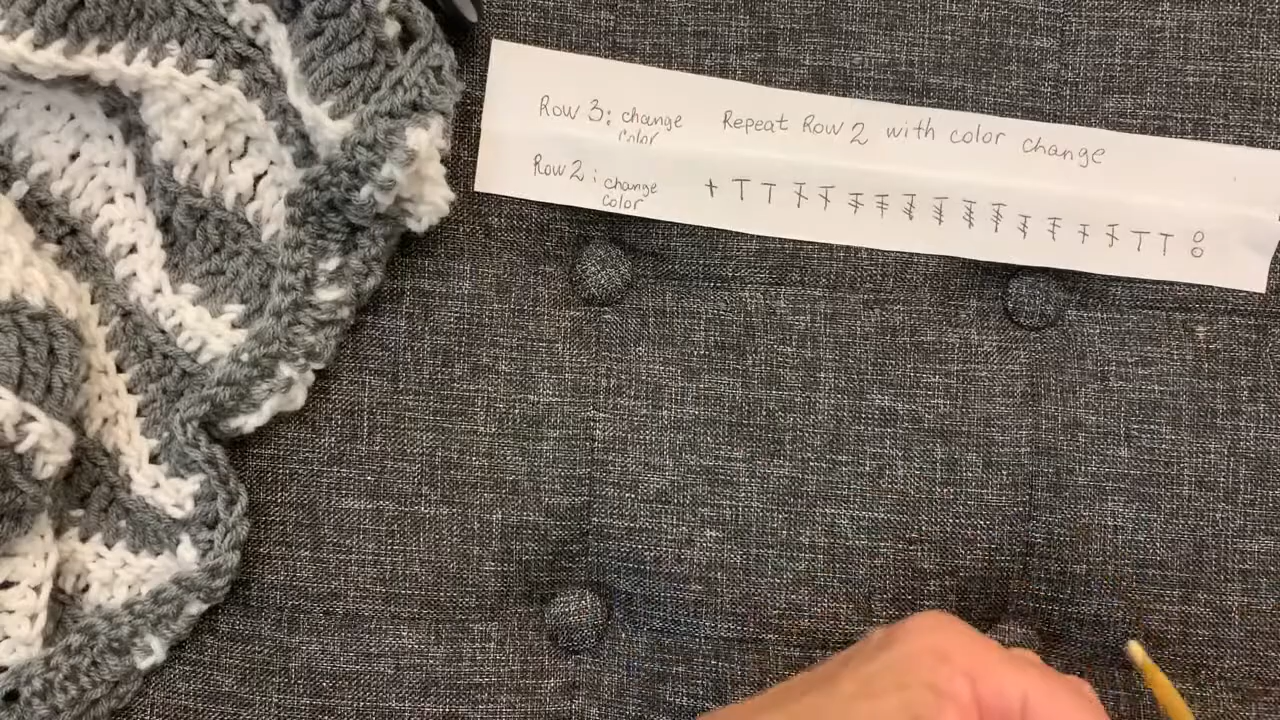 Row 3: change color Repeat Row 2 with color change
Row 2: change color + T T